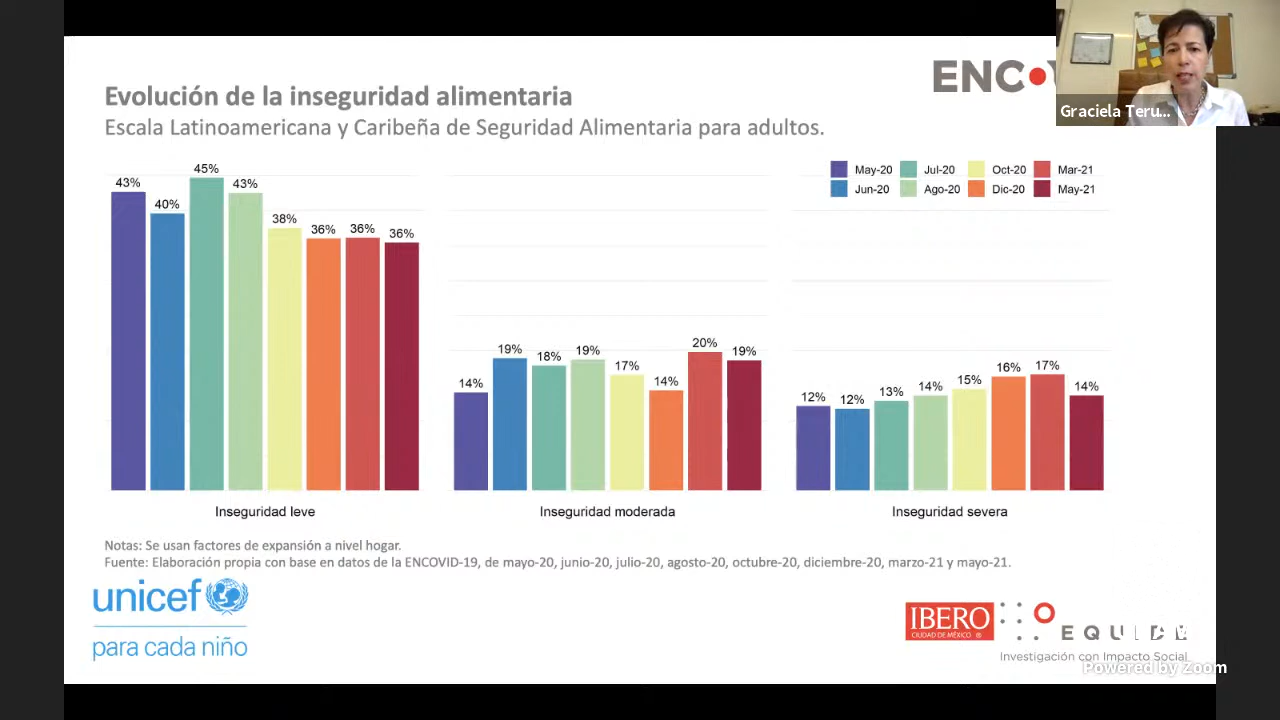 Evolución de la inseguridad alimentaria
Escala Latinoamericana y Caribeña de Seguridad Alimentaria para adultos.
Graciela Teru...
May-20 Jul-20 Oct-20 Mar-21
Jun-20 Ago-20 Dic-20 May-21
43% 40% 45% 43% 38% 36% 36% 36%
14% 19% 18% 19% 17% 14% 20% 19%
12% 12% 13% 14% 15% 16% 17% 14%
Inseguridad leve Inseguridad moderada Inseguridad severa
Notas: Se usan factores de expansión a nivel hogar.
Fuente: Elaboración propia con base en datos de la ENCOVID-19, de mayo-20, junio-20, julio-20, agosto-20, octubre-20, diciembre-20, marzo-21 y mayo-21.
unicef
para cada niño
IBERO
CIUDAD DE MÉXICO ®
Investigación con Impacto Social
Powered by Zoom